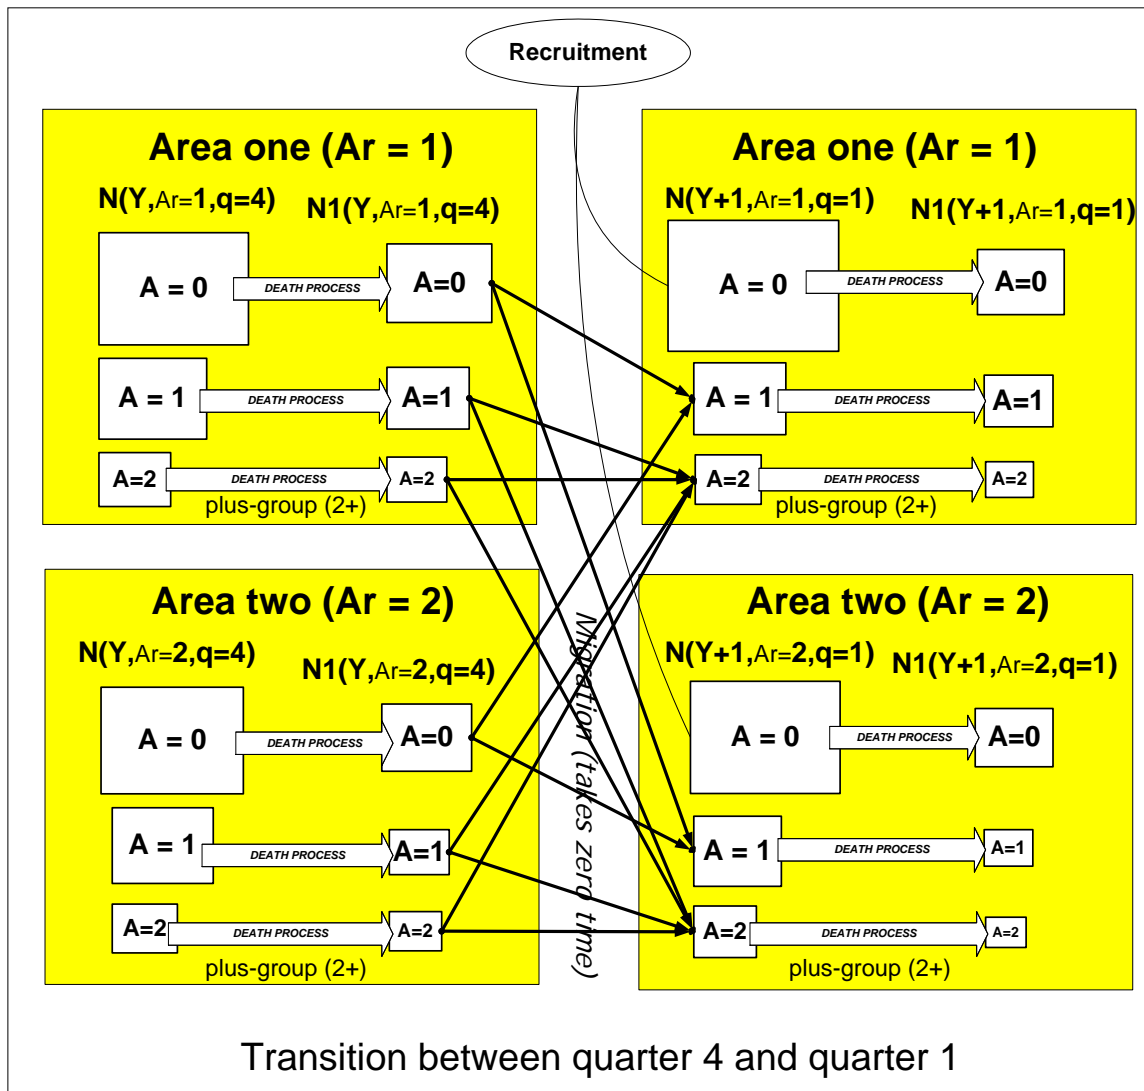 Recruitment
Area one (Ar = 1)
N(Y,Ar=1,q=4)
N1(Y,Ar=1,q=4)
A = 0
DEATH PROCESS
A=0
A = 1
DEATH PROCESS
A=1
A=2
DEATH PROCESS
A=2
plus-group (2+)
Area one (Ar = 1)
N(Y+1,Ar=1,q=1)
N1(Y+1,Ar=1,q=1)
A = 0
DEATH PROCESS
A=0
A = 1
DEATH PROCESS
A=1
A=2
DEATH PROCESS
A=2
plus-group (2+)
Area two (Ar = 2)
N(Y,Ar=2,q=4)
N1(Y,Ar=2,q=4)
A = 0
DEATH PROCESS
A=0
A = 1
DEATH PROCESS
A=1
A=2
DEATH PROCESS
A=2
plus-group (2+)
Migration (takes zero time)
Area two (Ar = 2)
N(Y+1,Ar=2,q=1)
N1(Y+1,Ar=2,q=1)
A = 0
DEATH PROCESS
A=0
A = 1
DEATH PROCESS
A=1
A=2
DEATH PROCESS
A=2
plus-group (2+)
Transition between quarter 4 and quarter 1